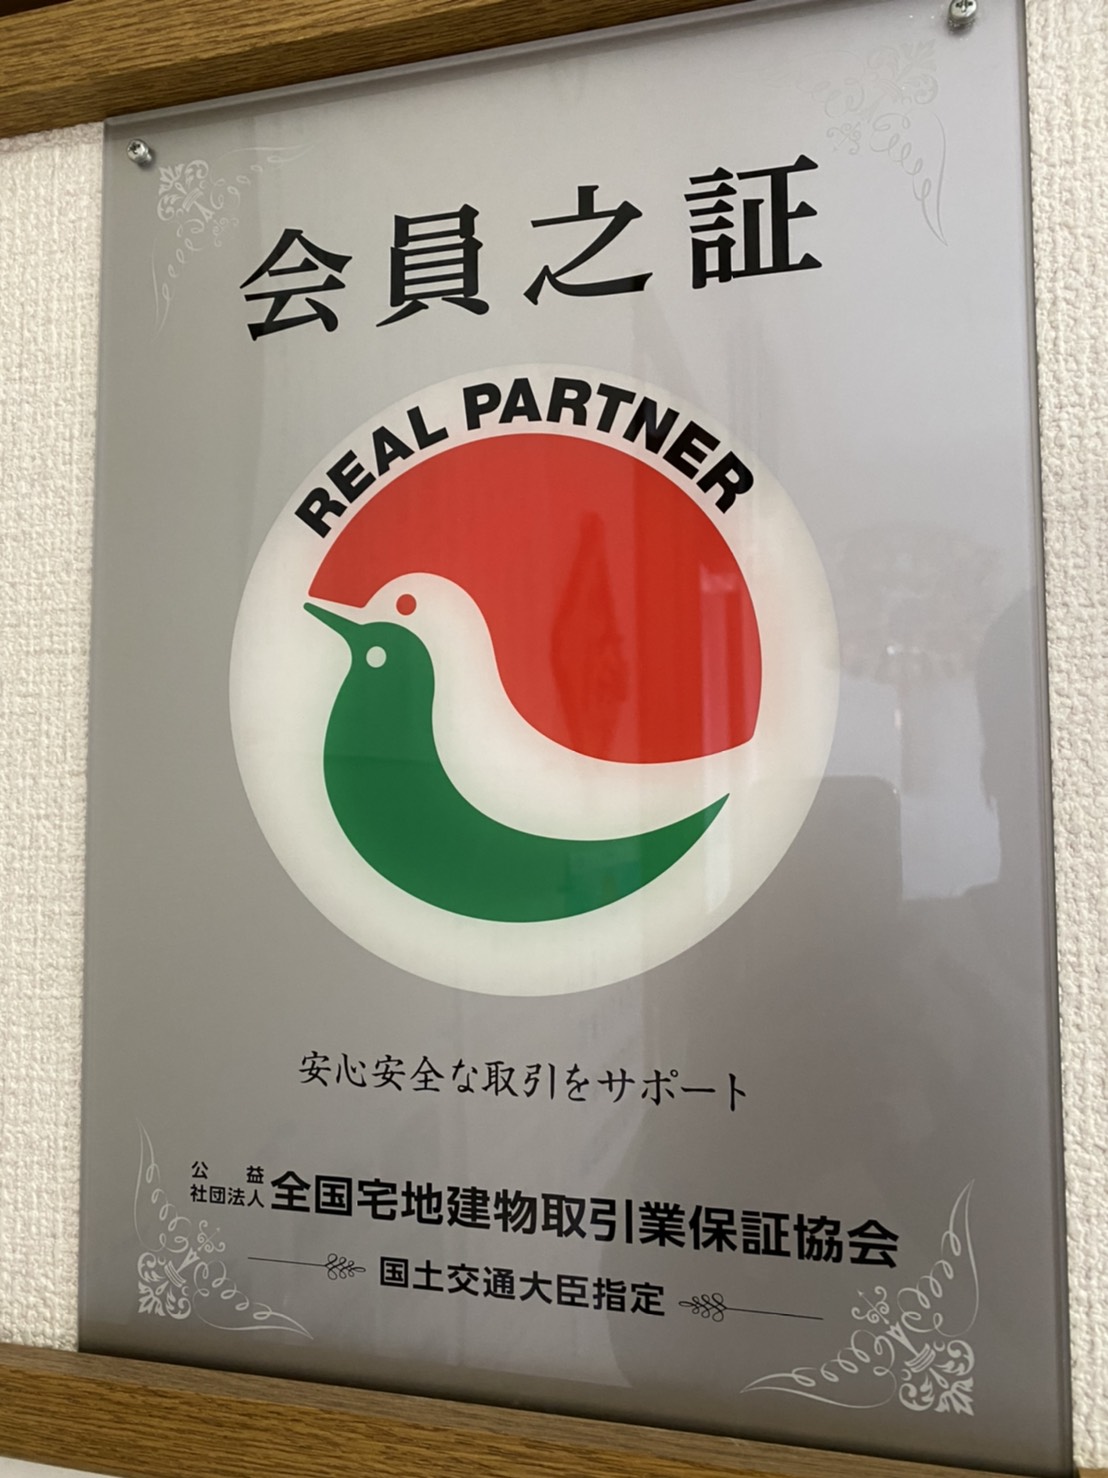 会員之証
REAL PARTNER
安心安全な取引をサポート
公益
社団法人 全国宅地建物取引業保証協会
国土交通大臣指定